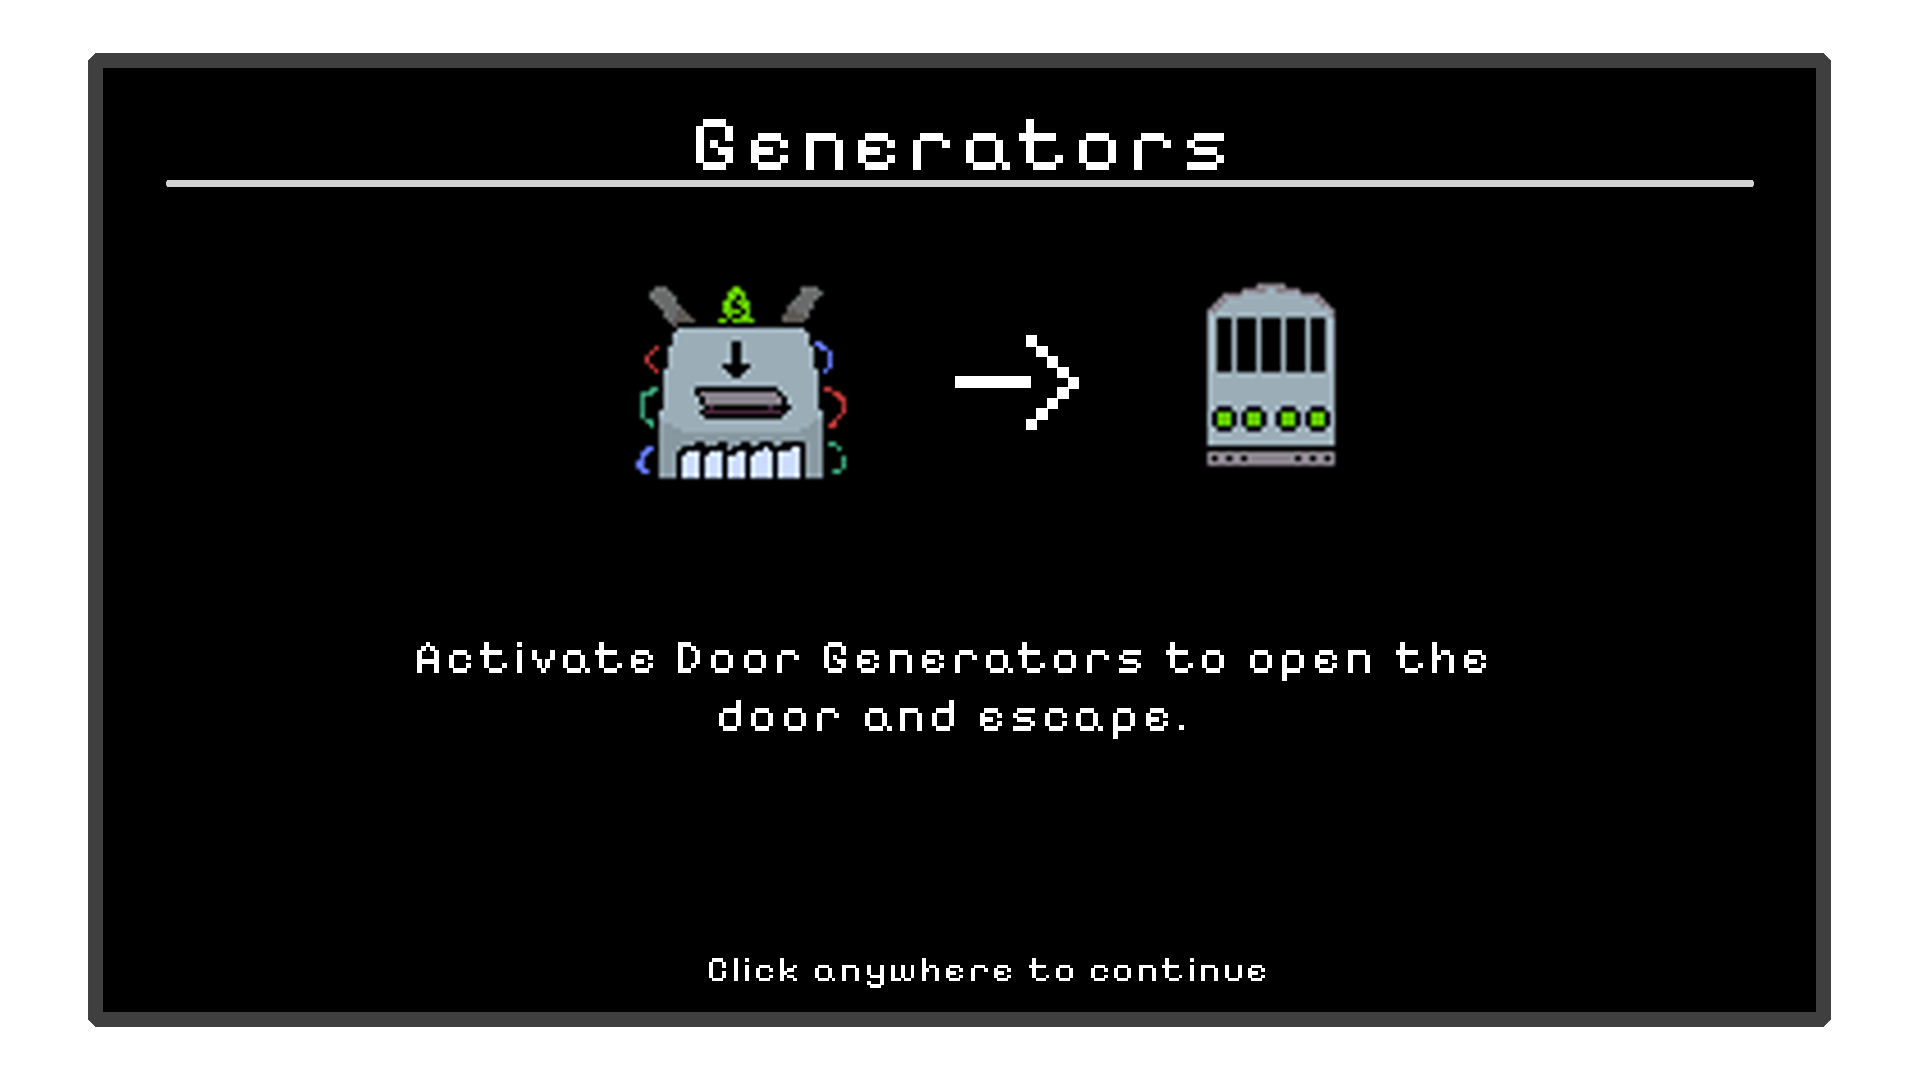 Generators
Activate Door Generators to open the
door and escape.
Click anywhere to continue